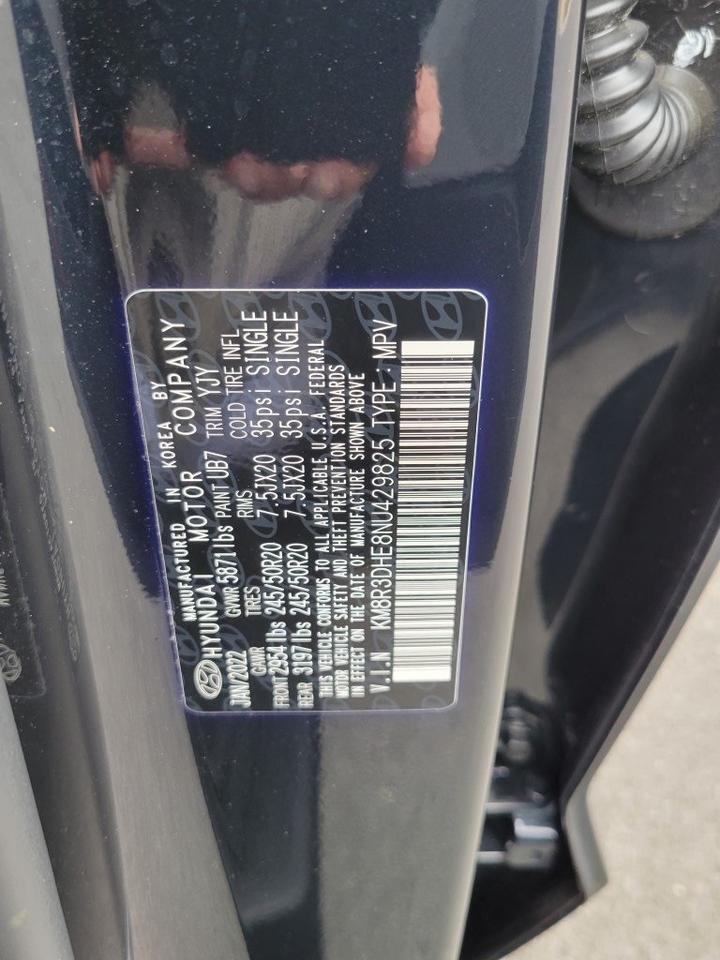 MANUFACTURED IN KOREA BY
HYUNDAI MOTOR COMPANY
JAN/2022 GVWR 5871lbs PAINT UB7 TRIM YJY
GAWR TIRES RIMS COLD TIRE INFL
FRONT 2954 lbs 245/50R20 7.5JX20 35psi SINGLE
REAR 3197 lbs 245/50R20 7.5JX20 35psi SINGLE
THIS VEHICLE CONFORMS TO ALL APPLICABLE U.S.A. FEDERAL
MOTOR VEHICLE SAFETY AND THEFT PREVENTION STANDARDS
IN EFFECT ON THE DATE OF MANUFACTURE SHOWN ABOVE
V.I.N KM8R3DHE8NU429825 TYPE : MPV